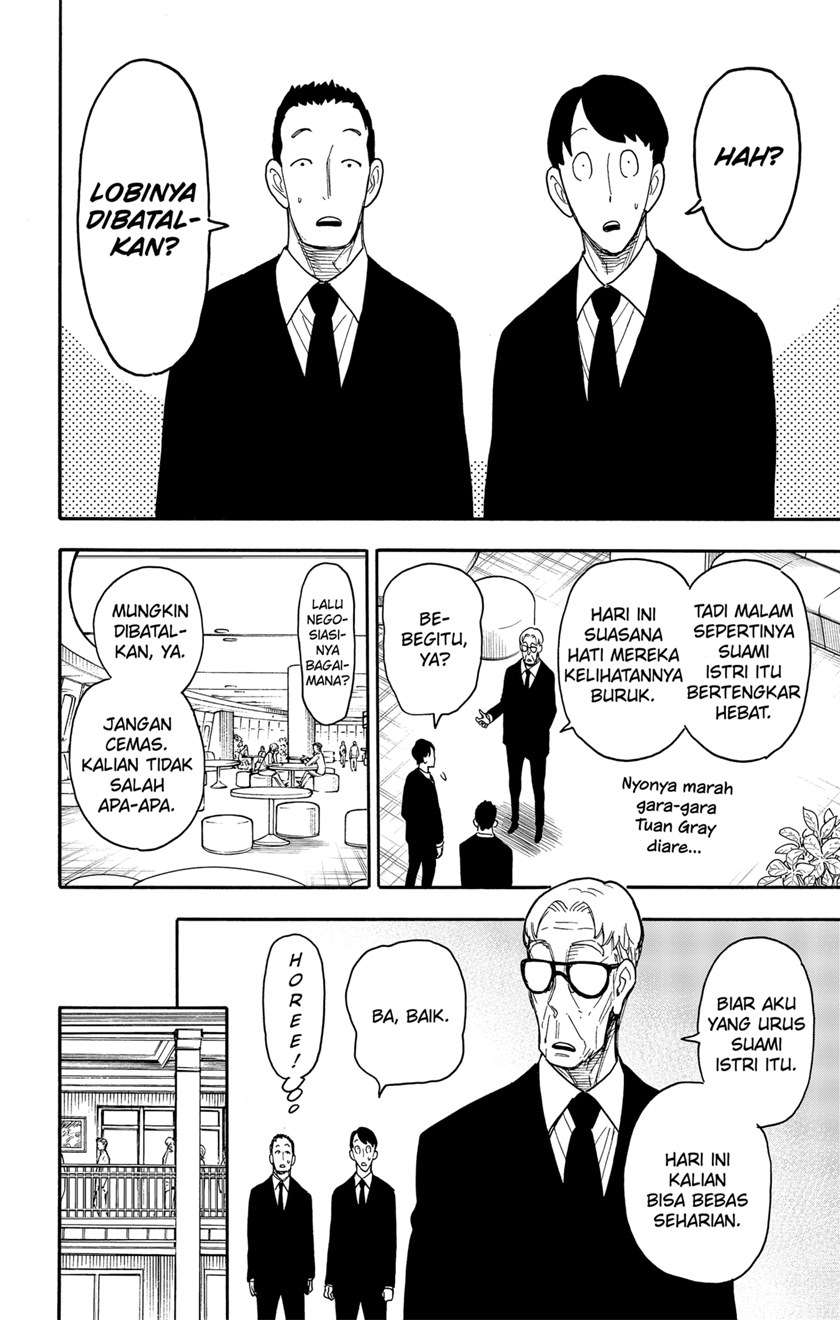 HAH?
LOBINYA
DIBATAL-
KAN?
TADI MALAM
SEPERTINYA
SUAMI
ISTRI ITU
BERTENGKAR
HEBAT.
HARI INI
SUASANA
HATI MEREKA
KELIHATANNYA
BURUK.
Nyonya marah
gara-gara
Tuan Gray
diare...
BE-
BEGITU,
YA?
LALU
NEGO-
SIASI-
NYA
BAGAI-
MANA?
MUNGKIN
DIBATAL-
KAN, YA.
JANGAN
CEMAS.
KALIAN TIDAK
SALAH
APA-APA.
BIAR AKU
YANG URUS
SUAMI
ISTRI ITU.
HARI INI
KALIAN
BISA BEBAS
SEHARIAN.
BA, BAIK.
HOREE!